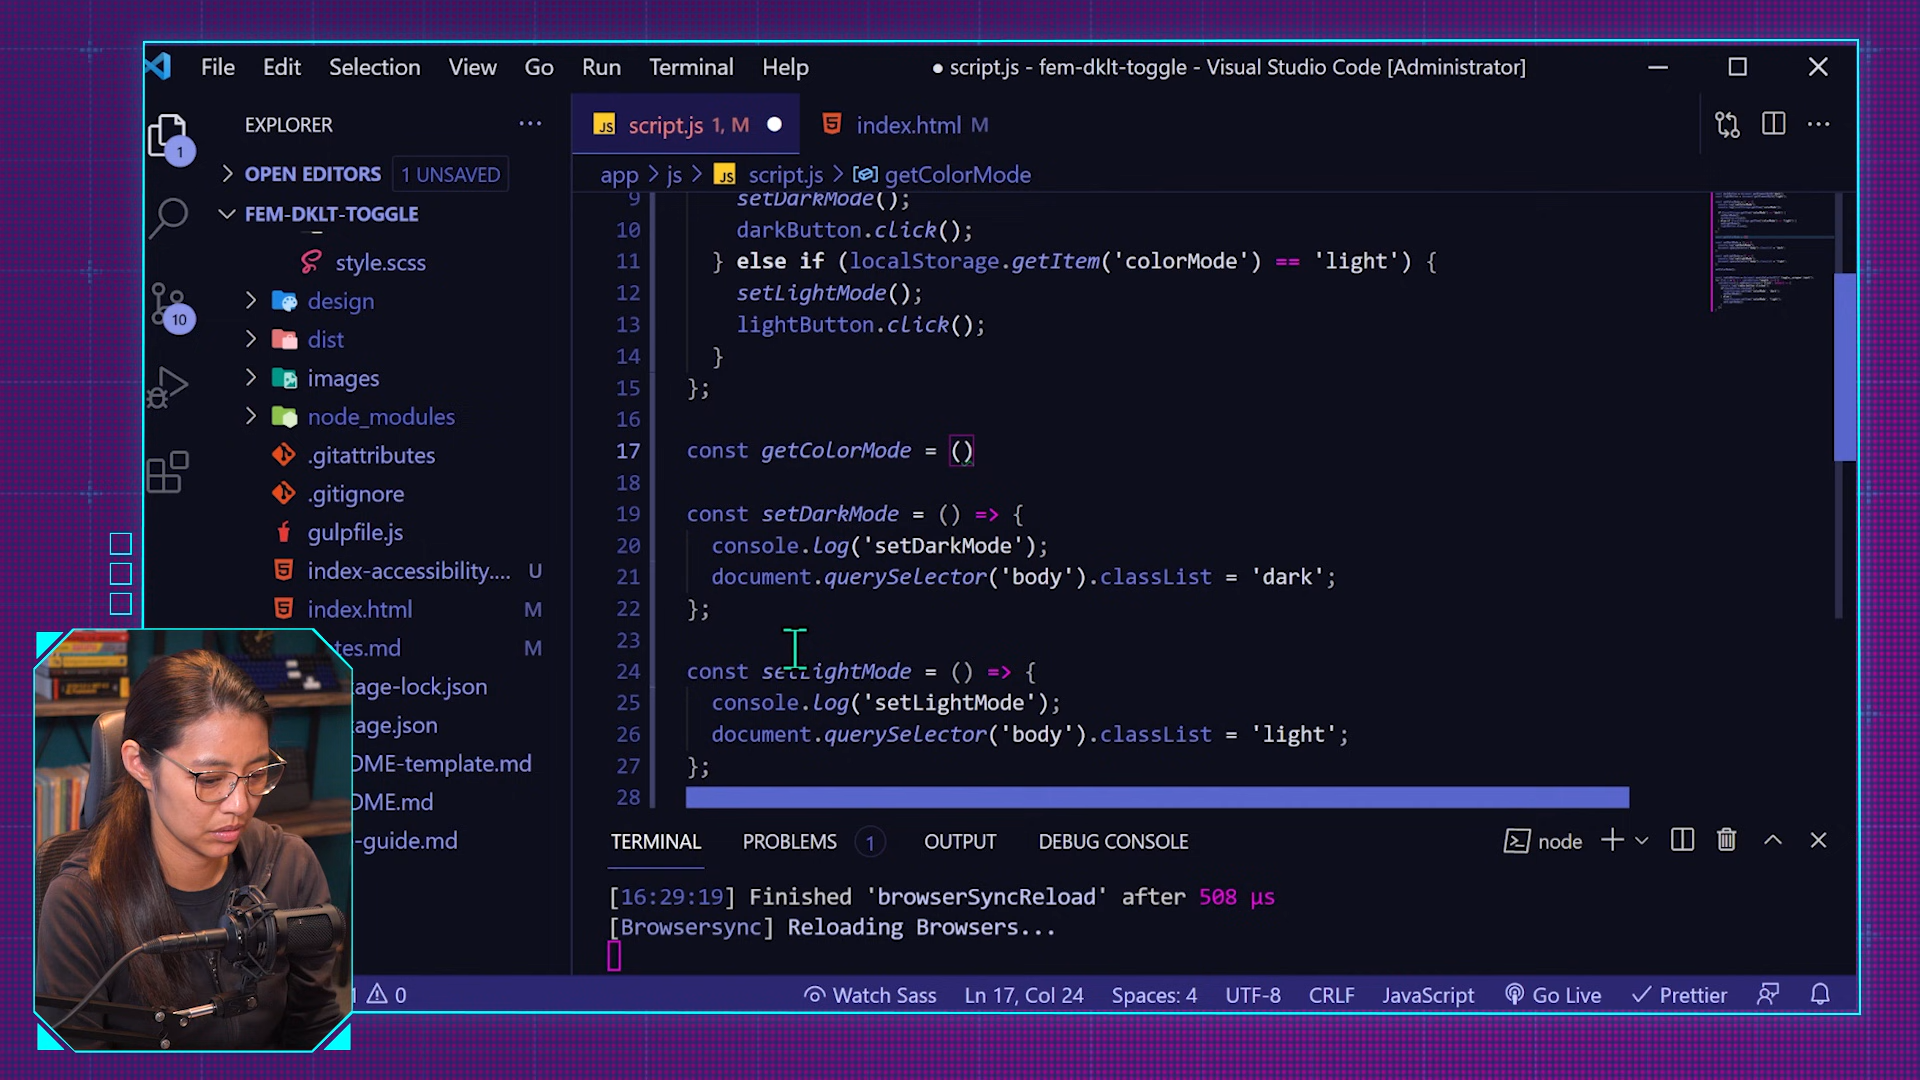 File Edit Selection View Go Run Terminal Help
● script.js - fem-dklt-toggle - Visual Studio Code [Administrator]
EXPLORER
script.js 1, M
index.html M
1
OPEN EDITORS 1 UNSAVED
app > js > JS script.js > getColorMode
FEM-DKLT-TOGGLE
style.scss
design
10
dist
images
node_modules
.gitattributes
.gitignore
gulpfile.js
index-accessibility.... U
index.html M
tes.md M
age-lock.json
age.json
OME-template.md
OME.md
-guide.md
9 setDarkMode();
10 darkButton.click();
11 } else if (localStorage.getItem('colorMode') == 'light') {
12 setLightMode();
13 lightButton.click();
14 }
15 };
16
17 const getColorMode = ()
18
19 const setDarkMode = () => {
20 console.log('setDarkMode');
21 document.querySelector('body').classList = 'dark';
22 };
23
24 const setLightMode = () => {
25 console.log('setLightMode');
26 document.querySelector('body').classList = 'light';
27 };
28
TERMINAL PROBLEMS 1 OUTPUT DEBUG CONSOLE
node
[16:29:19] Finished 'browserSyncReload' after 508 μs
[Browsersync] Reloading Browsers...
0
Watch Sass Ln 17, Col 24 Spaces: 4 UTF-8 CRLF JavaScript Go Live Prettier